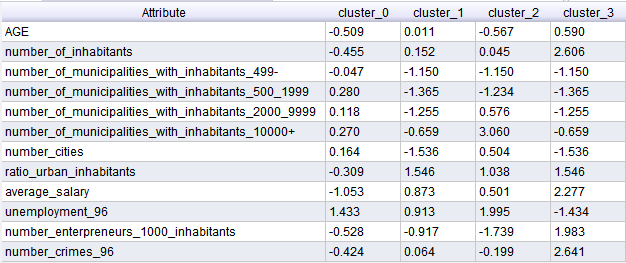 Attribute cluster_0 cluster_1 cluster_2 cluster_3
AGE -0.509 0.011 -0.567 0.590
number_of_inhabitants -0.455 0.152 0.045 2.606
number_of_municipalities_with_inhabitants_499- -0.047 -1.150 -1.150 -1.150
number_of_municipalities_with_inhabitants_500_1999 0.280 -1.365 -1.234 -1.365
number_of_municipalities_with_inhabitants_2000_9999 0.118 -1.255 0.576 -1.255
number_of_municipalities_with_inhabitants_10000+ 0.270 -0.659 3.060 -0.659
number_cities 0.164 -1.536 0.504 -1.536
ratio_urban_inhabitants -0.309 1.546 1.038 1.546
average_salary -1.053 0.873 0.501 2.277
unemployment_96 1.433 0.913 1.995 -1.434
number_enterpreneurs_1000_inhabitants -0.528 -0.917 -1.739 1.983
number_crimes_96 -0.424 0.064 -0.199 2.641